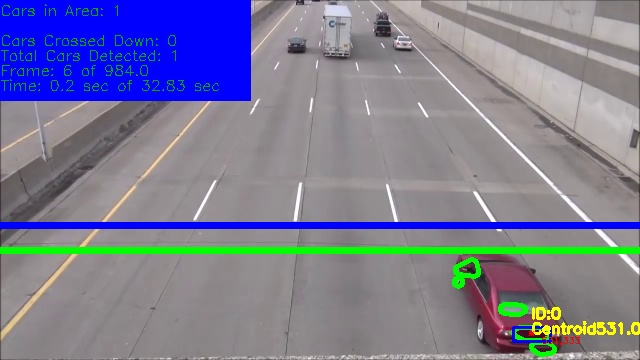 Cars in Area: 1
Cars Crossed Down: 0
Total Cars Detected: 1
Frame: 6 of 984.0
Time: 0.2 sec of 32.83 sec
ID:0
Centroid531.0